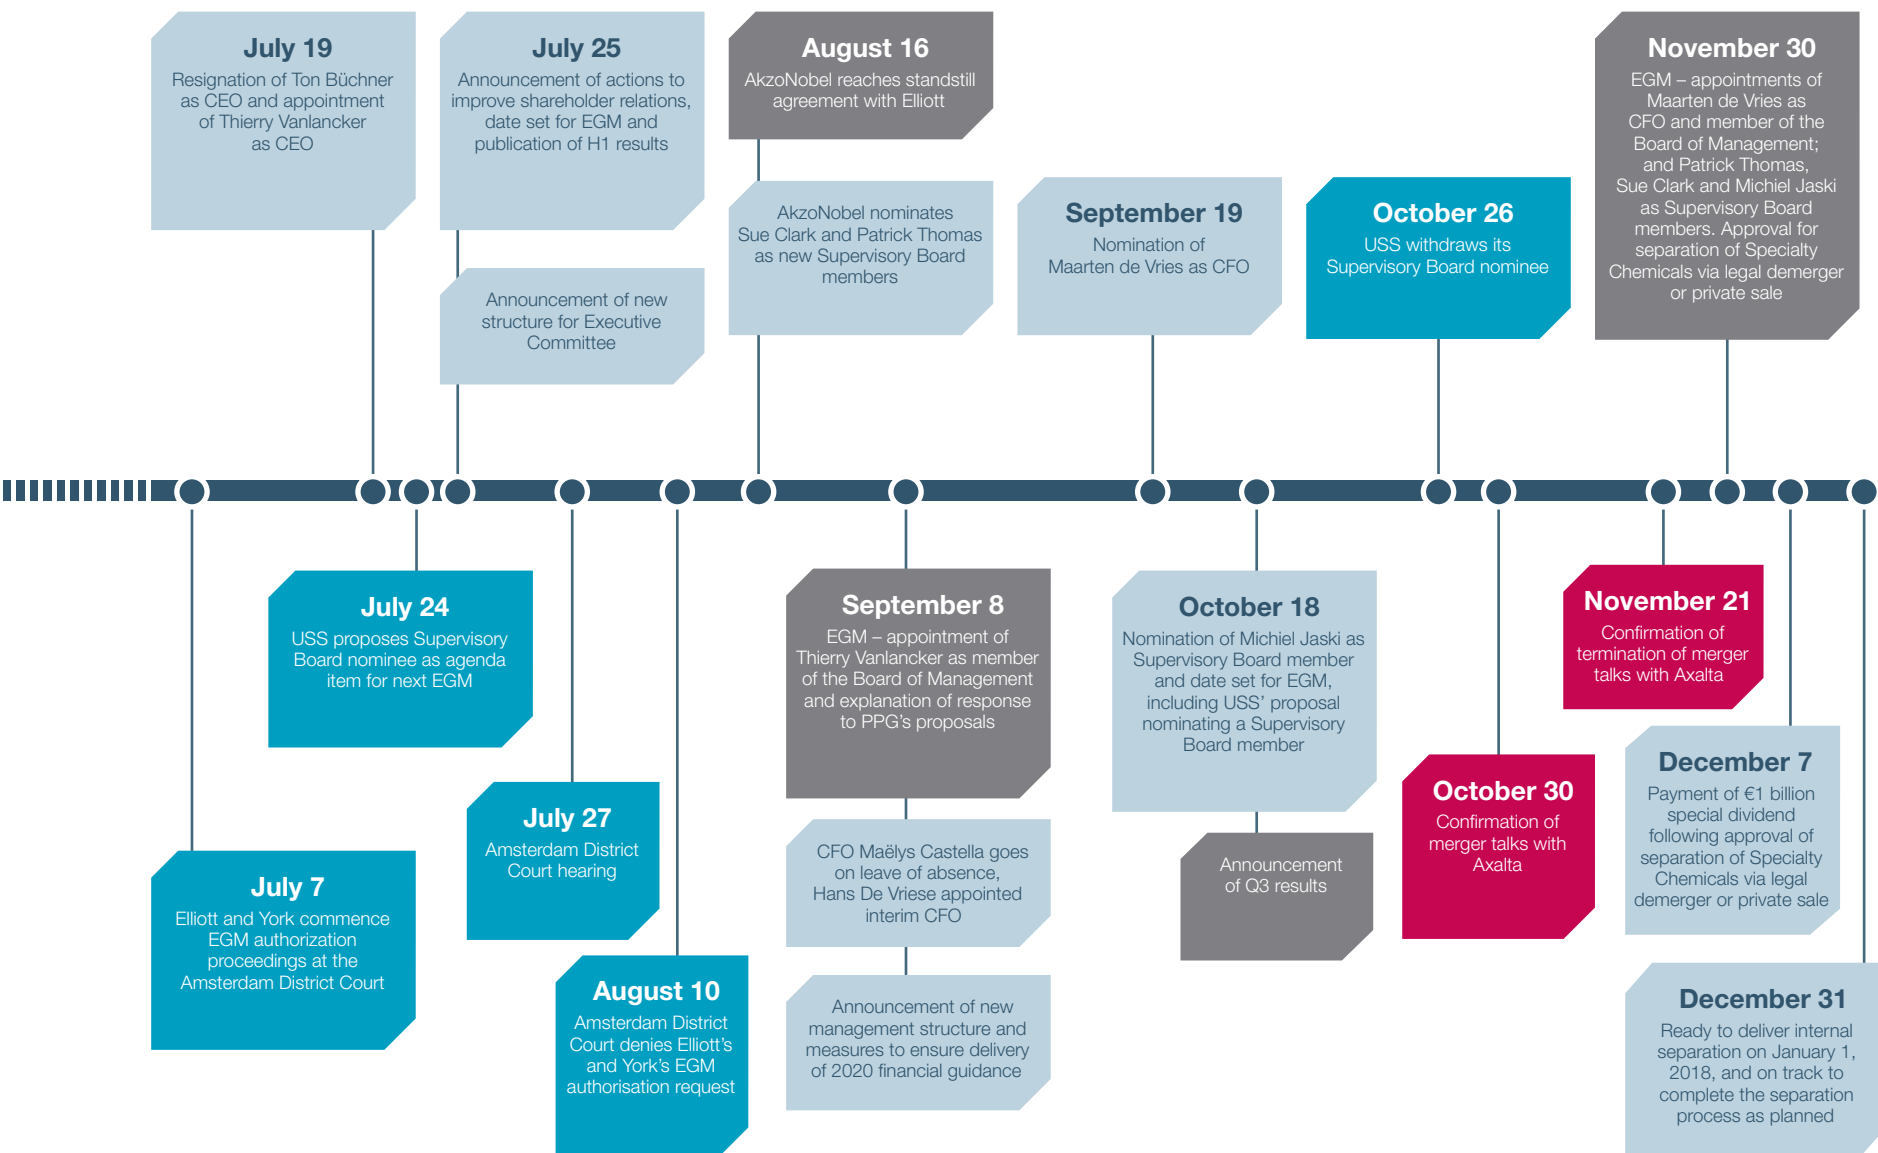 July 19
Resignation of Ton Büchner
as CEO and appointment
of Thierry Vanlancker
as CEO
July 25
Announcement of actions to
improve shareholder relations,
date set for EGM and
publication of H1 results
Announcement of new
structure for Executive
Committee
August 16
AkzoNobel reaches standstill
agreement with Elliott
AkzoNobel nominates
Sue Clark and Patrick Thomas
as new Supervisory Board
members
September 19
Nomination of
Maarten de Vries as CFO
October 26
USS withdraws its
Supervisory Board nominee
November 30
EGM – appointments of
Maarten de Vries as
CFO and member of the
Board of Management;
and Patrick Thomas,
Sue Clark and Michiel Jaski
as Supervisory Board
members. Approval for
separation of Specialty
Chemicals via legal demerger
or private sale
July 7
Elliott and York commence
EGM authorization
proceedings at the
Amsterdam District Court
July 24
USS proposes Supervisory
Board nominee as agenda
item for next EGM
July 27
Amsterdam District
Court hearing
August 10
Amsterdam District
Court denies Elliott's
and York's EGM
authorisation request
September 8
EGM – appointment of
Thierry Vanlancker as member
of the Board of Management
and explanation of response
to PPG's proposals
CFO Maëlys Castella goes
on leave of absence,
Hans De Vriese appointed
interim CFO
Announcement of new
management structure and
measures to ensure delivery
of 2020 financial guidance
October 18
Nomination of Michiel Jaski as
Supervisory Board member
and date set for EGM,
including USS' proposal
nominating a Supervisory
Board member
Announcement
of Q3 results
October 30
Confirmation of
merger talks with
Axalta
November 21
Confirmation of
termination of merger
talks with Axalta
December 7
Payment of €1 billion
special dividend
following approval of
separation of Specialty
Chemicals via legal
demerger or private sale
December 31
Ready to deliver internal
separation on January 1,
2018, and on track to
complete the separation
process as planned